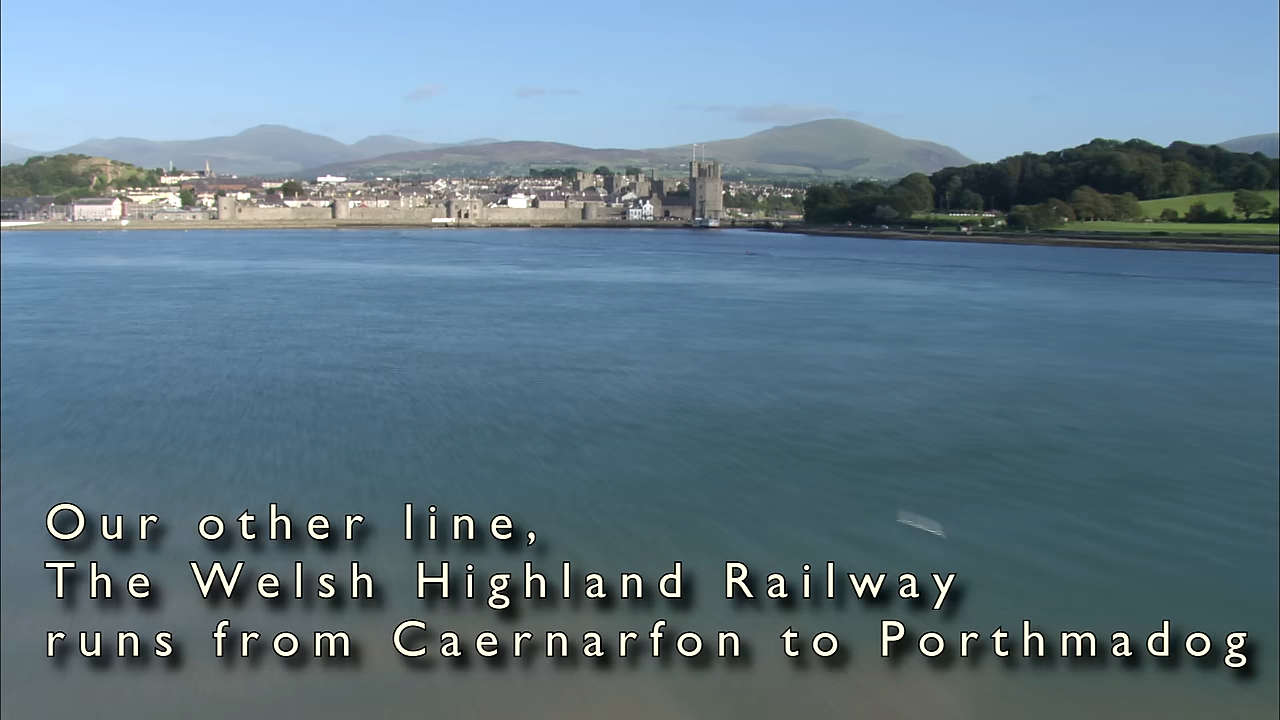 Our other line,
The Welsh Highland Railway
runs from Caernarfon to Porthmadog